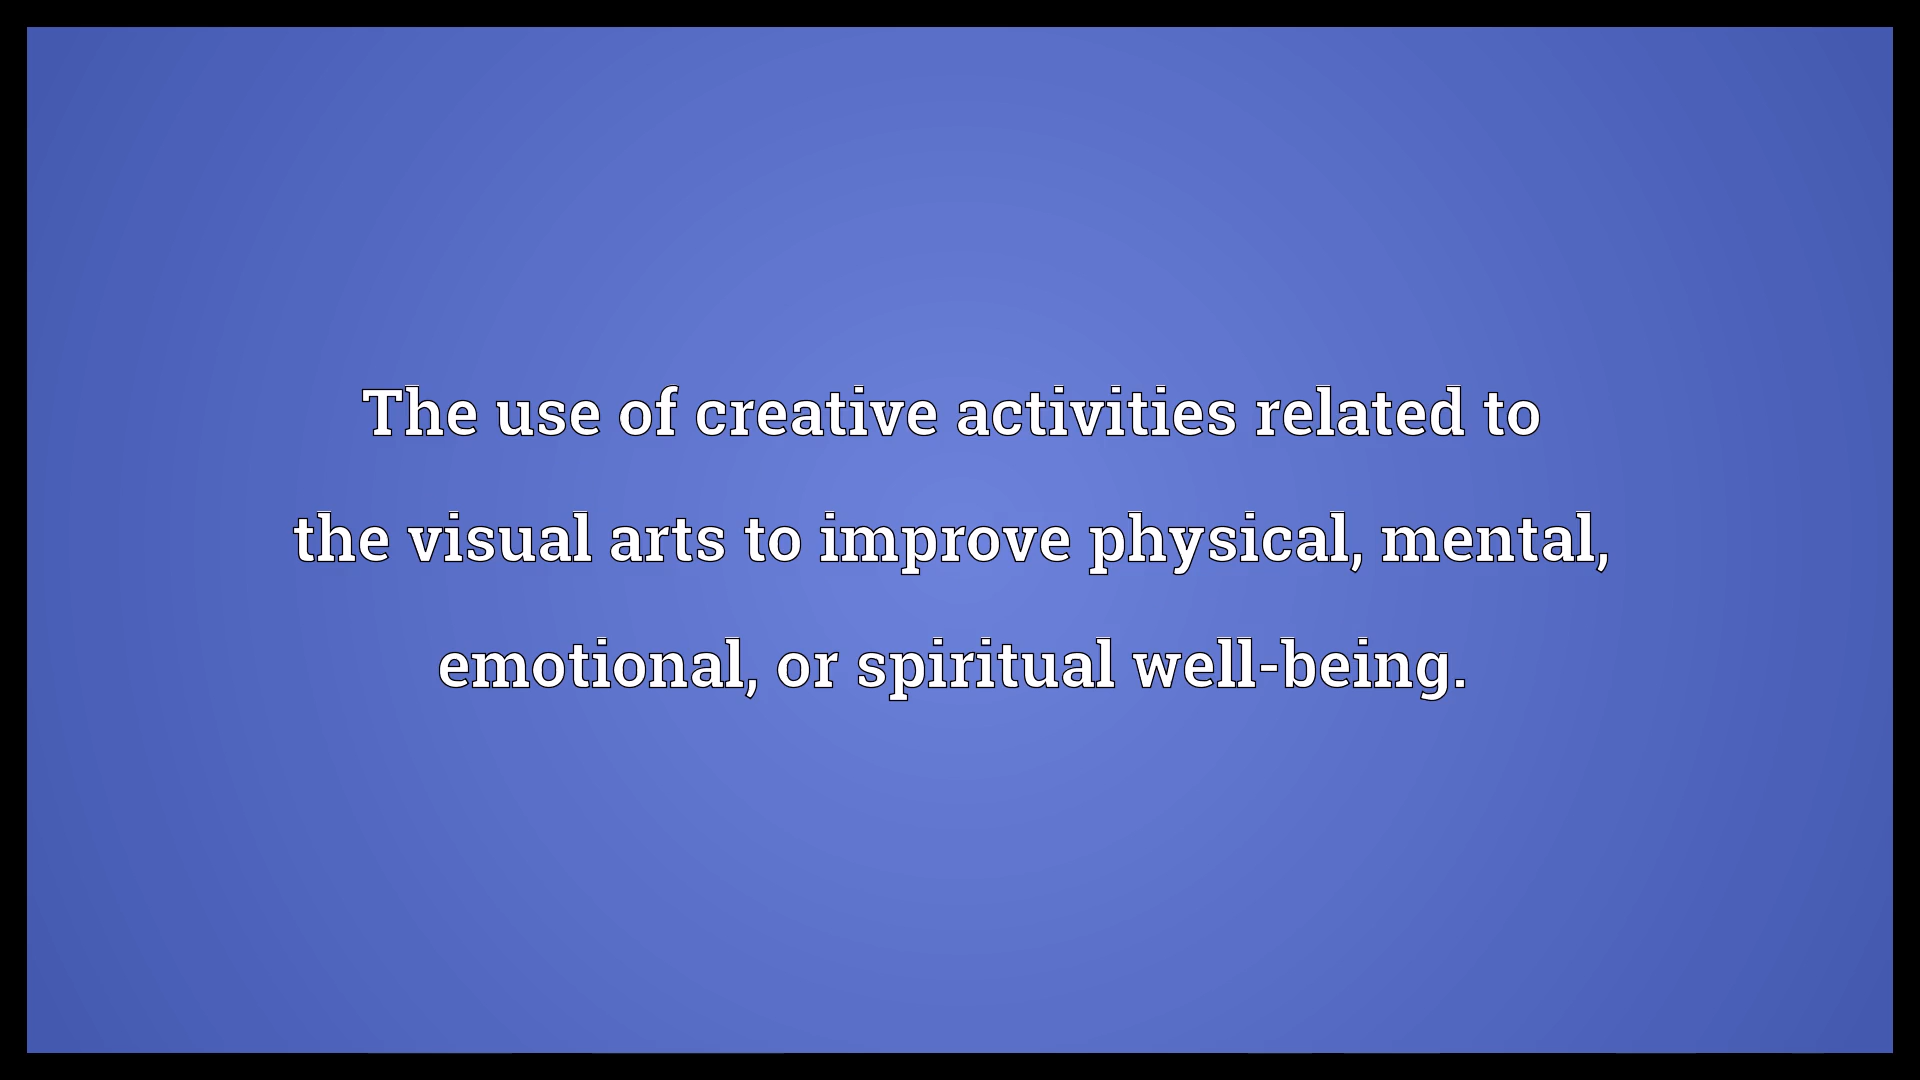 The use of creative activities related to
the visual arts to improve physical, mental,
emotional, or spiritual well-being.